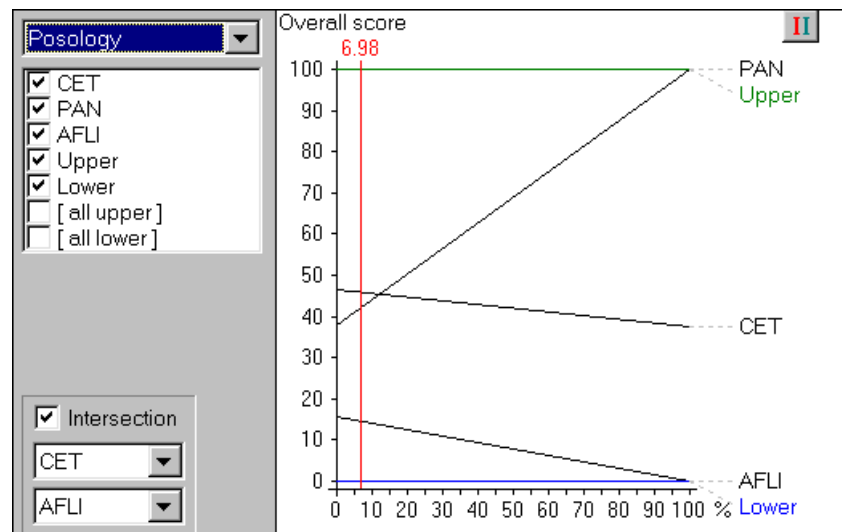 Posology
CET
PAN
AFLI
Upper
Lower
[ all upper ]
[ all lower ]
Intersection
CET
AFLI
Overall score
II
6.98
100
90
80
70
60
50
40
30
20
10
0
0 10 20 30 40 50 60 70 80 90 100 %
PAN
Upper
CET
AFLI
Lower